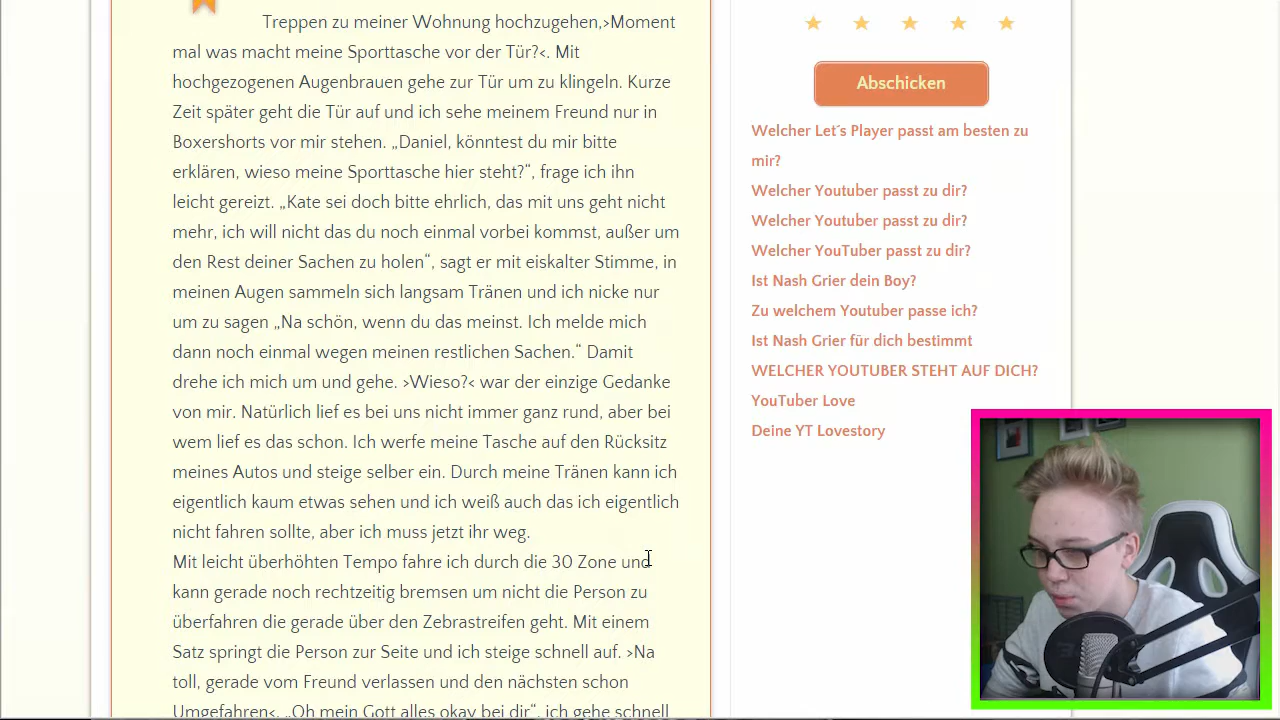 Treppen zu meiner Wohnung hochzugehen,>Moment
mal was macht meine Sporttasche vor der Tür?<. Mit
hochgezogenen Augenbrauen gehe zur Tür um zu klingeln. Kurze
Zeit später geht die Tür auf und ich sehe meinem Freund nur in
Boxershorts vor mir stehen. „Daniel, könntest du mir bitte
erklären, wieso meine Sporttasche hier steht?“, frage ich ihn
leicht gereizt. „Kate sei doch bitte ehrlich, das mit uns geht nicht
mehr, ich will nicht das du noch einmal vorbei kommst, außer um
den Rest deiner Sachen zu holen“, sagt er mit eiskalter Stimme, in
meinen Augen sammeln sich langsam Tränen und ich nicke nur
um zu sagen „Na schön, wenn du das meinst. Ich melde mich
dann noch einmal wegen meinen restlichen Sachen.“ Damit
drehe ich mich um und gehe. >Wieso?< war der einzige Gedanke
von mir. Natürlich lief es bei uns nicht immer ganz rund, aber bei
wem lief es das schon. Ich werfe meine Tasche auf den Rücksitz
meines Autos und steige selber ein. Durch meine Tränen kann ich
eigentlich kaum etwas sehen und ich weiß auch das ich eigentlich
nicht fahren sollte, aber ich muss jetzt ihr weg.
Mit leicht überhöhten Tempo fahre ich durch die 30 Zone und
kann gerade noch rechtzeitig bremsen um nicht die Person zu
überfahren die gerade über den Zebrastreifen geht. Mit einem
Satz springt die Person zur Seite und ich steige schnell auf. >Na
toll, gerade vom Freund verlassen und den nächsten schon
Umgefahren<. „Oh mein Gott alles okay bei dir“, ich gehe schnell
Abschicken
Welcher Let´s Player passt am besten zu
mir?
Welcher Youtuber passt zu dir?
Welcher Youtuber passt zu dir?
Welcher YouTuber passt zu dir?
Ist Nash Grier dein Boy?
Zu welchem Youtuber passe ich?
Ist Nash Grier für dich bestimmt
WELCHER YOUTUBER STEHT AUF DICH?
YouTuber Love
Deine YT Lovestory